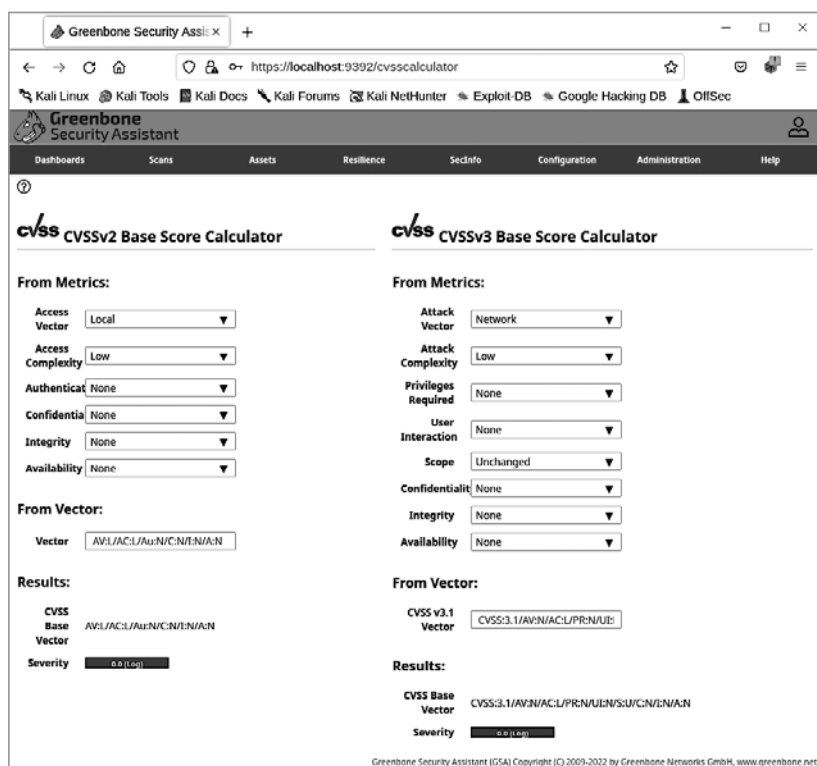 Greenbone Security Assis ×
+
https://localhost:9392/cvsscalculator
Kali Linux Kali Tools Kali Docs Kali Forums Kali NetHunter Exploit-DB Google Hacking DB OffSec
Greenbone
Security Assistant
Dashboards Scans Assets Resilience SecInfo Configuration Administration Help
CVSS CVSSv2 Base Score Calculator
From Metrics:
Access Vector Local
Access Complexity Low
Authenticat None
Confidentia None
Integrity None
Availability None
From Vector:
Vector AV:L/AC:L/Au:N/C:N/I:N/A:N
Results:
CVSS Base Vector AV:L/AC:L/Au:N/C:N/I:N/A:N
Severity 0.0 (Log)
CVSS CVSSv3 Base Score Calculator
From Metrics:
Attack Vector Network
Attack Complexity Low
Privileges Required None
User Interaction None
Scope Unchanged
Confidentialit None
Integrity None
Availability None
From Vector:
CVSS v3.1 Vector CVSS:3.1/AV:N/AC:L/PR:N/UI:
Results:
CVSS Base Vector CVSS:3.1/AV:N/AC:L/PR:N/UI:N/S:U/C:N/I:N/A:N
Severity 0.0 (Log)
Greenbone Security Assistant (GSA) Copyright (C) 2009-2022 by Greenbone Networks GmbH, www.greenbone.net